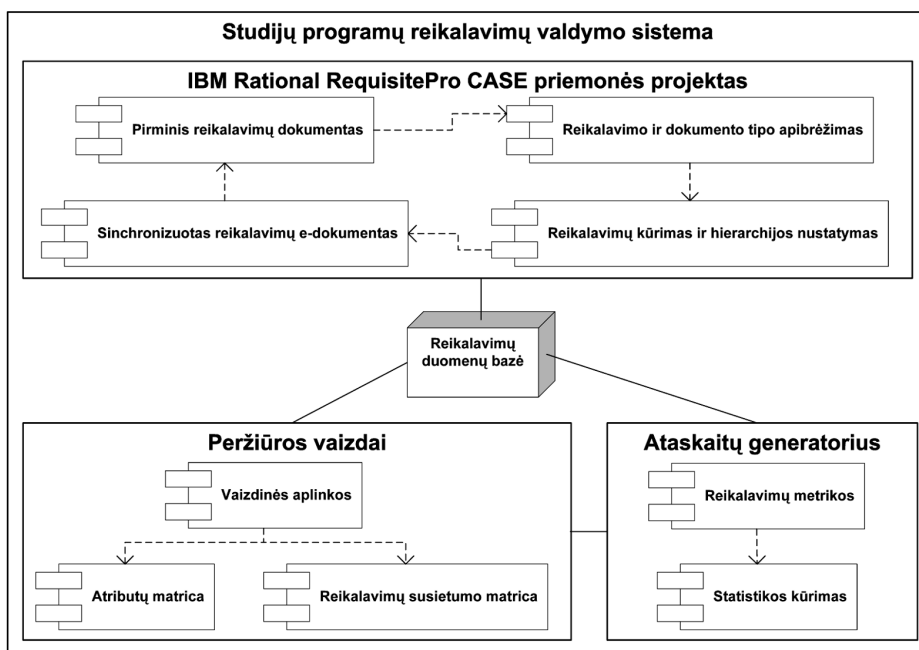 Studijų programų reikalavimų valdymo sistema
IBM Rational RequisitePro CASE priemonės projektas
Pirminis reikalavimų dokumentas
Reikalavimo ir dokumento tipo apibrėžimas
Sinchronizuotas reikalavimų e-dokumentas
Reikalavimų kūrimas ir hierarchijos nustatymas
Reikalavimų
duomenų bazė
Peržiūros vaizdai
Vaizdinės aplinkos
Atributų matrica
Reikalavimų susietumo matrica
Ataskaitų generatorius
Reikalavimų metrikos
Statistikos kūrimas